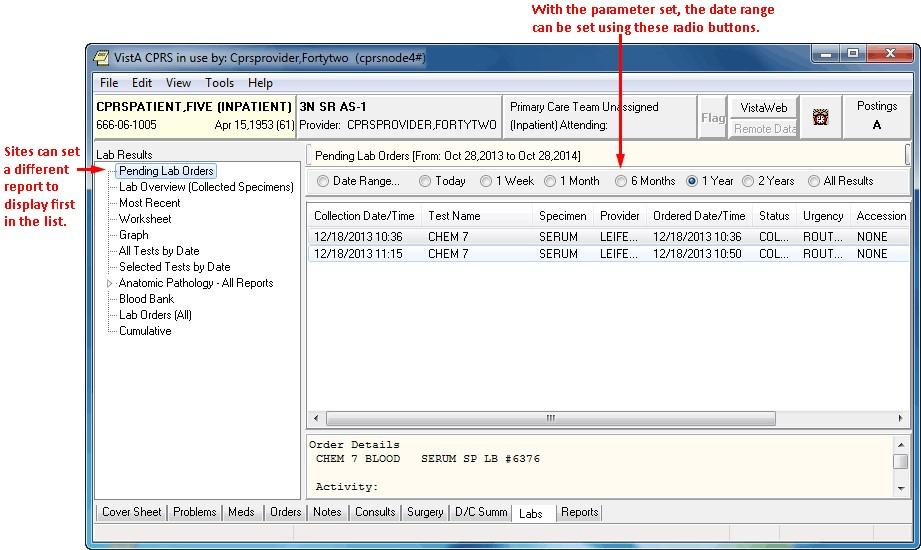 With the parameter set, the date range
can be set using these radio buttons.
VistA CPRS in use by: Cprsprovider,Fortytwo (cprsnode4#)
File Edit View Tools Help
CPRSPATIENT,FIVE (INPATIENT) 3N SR AS-1 Primary Care Team Unassigned Flag VistaWeb Postings
666-06-1005 Apr 15,1953 (61) Provider: CPRSPROVIDER,FORTYTWO (Inpatient) Attending: Remote Data A
Sites can set
a different
report to
display first
in the list.
Lab Results
Pending Lab Orders
Lab Overview (Collected Specimens)
Most Recent
Worksheet
Graph
All Tests by Date
Selected Tests by Date
Anatomic Pathology - All Reports
Blood Bank
Lab Orders (All)
Cumulative
Pending Lab Orders [From: Oct 28,2013 to Oct 28,2014]
Date Range... Today 1 Week 1 Month 6 Months 1 Year 2 Years All Results
Collection Date/Time Test Name Specimen Provider Ordered Date/Time Status Urgency Accession
12/18/2013 10:36 CHEM 7 SERUM LEIFE... 12/18/2013 10:36 COL... ROUT... NONE
12/18/2013 11:15 CHEM 7 SERUM LEIFE... 12/18/2013 10:50 COL... ROUT... NONE
Order Details
CHEM 7 BLOOD SERUM SP LB #6376
Activity:
Cover Sheet Problems Meds Orders Notes Consults Surgery D/C Summ Labs Reports